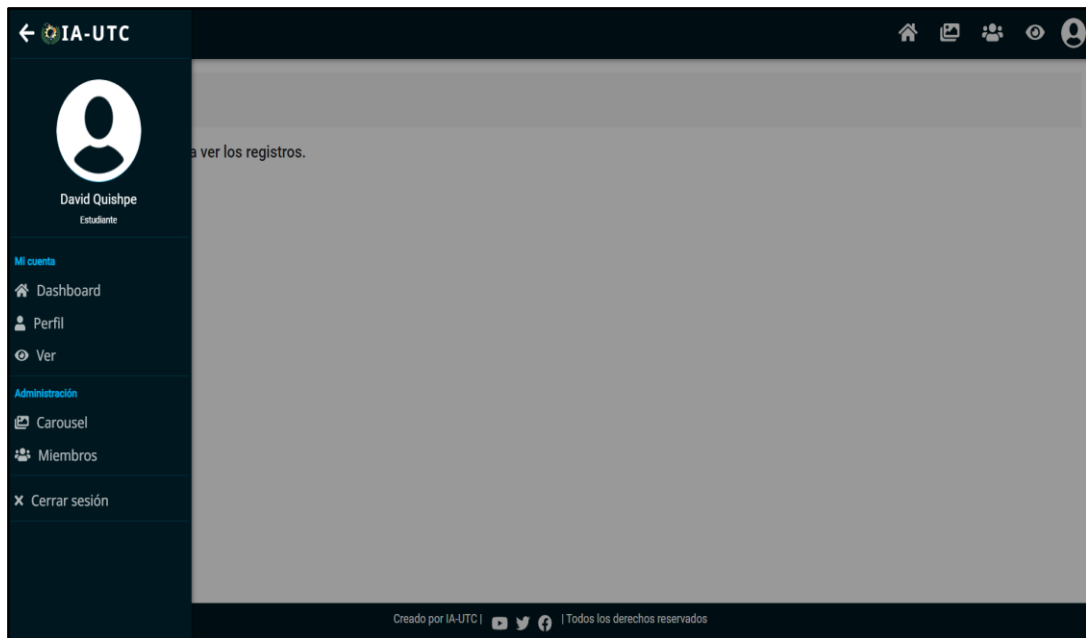 IA-UTC
David Quishpe
Estudiante
a ver los registros.
Mi cuenta
Dashboard
Perfil
Ver
Administración
Carousel
Miembros
Cerrar sesión
Creado por IA-UTC | | Todos los derechos reservados